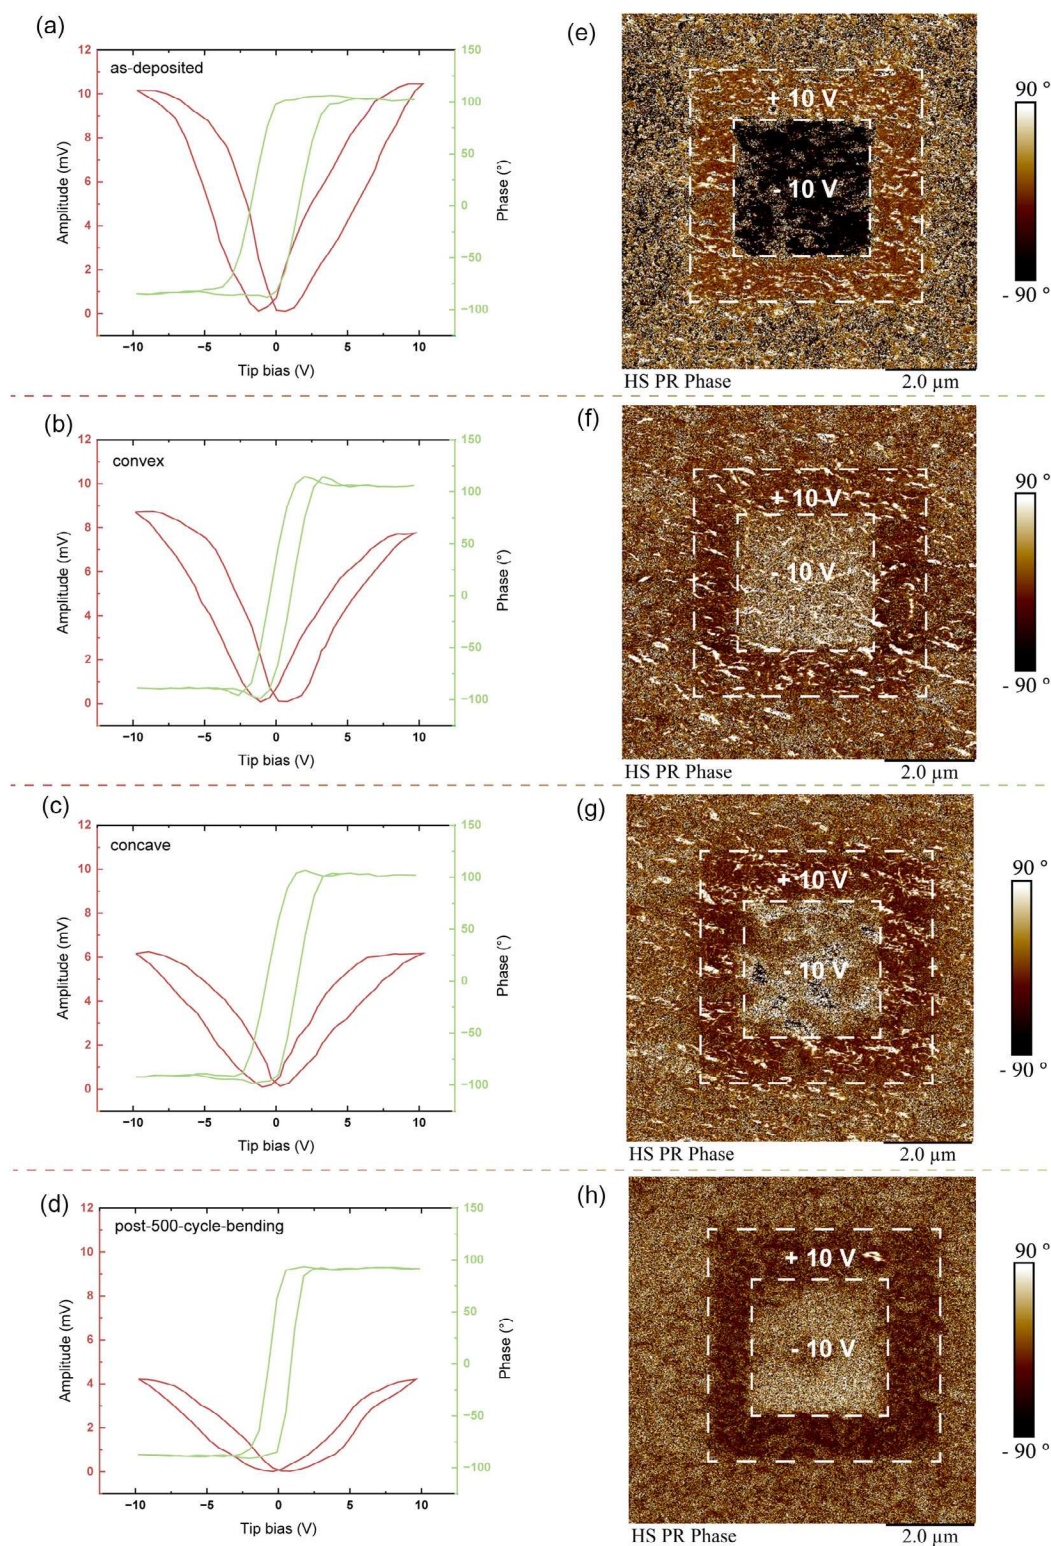 (a)
as-deposited
12
10
8
6
4
2
0
Amplitude (mV)
150
100
50
0
−50
−100
Phase (°)
−10 −5 0 5 10
Tip bias (V)
(e)
+ 10 V
- 10 V
90 °
- 90 °
HS PR Phase
2.0 µm
(b)
convex
12
10
8
6
4
2
0
Amplitude (mV)
150
100
50
0
−50
−100
Phase (°)
−10 −5 0 5 10
Tip bias (V)
(f)
+ 10 V
- 10 V
90 °
- 90 °
HS PR Phase
2.0 µm
(c)
concave
12
10
8
6
4
2
0
Amplitude (mV)
150
100
50
0
−50
−100
Phase (°)
−10 −5 0 5 10
Tip bias (V)
(g)
+ 10 V
- 10 V
90 °
- 90 °
HS PR Phase
2.0 µm
(d)
post-500-cycle-bending
12
10
8
6
4
2
0
Amplitude (mV)
150
100
50
0
−50
−100
Phase (°)
−10 −5 0 5 10
Tip bias (V)
(h)
+ 10 V
- 10 V
90 °
- 90 °
HS PR Phase
2.0 µm